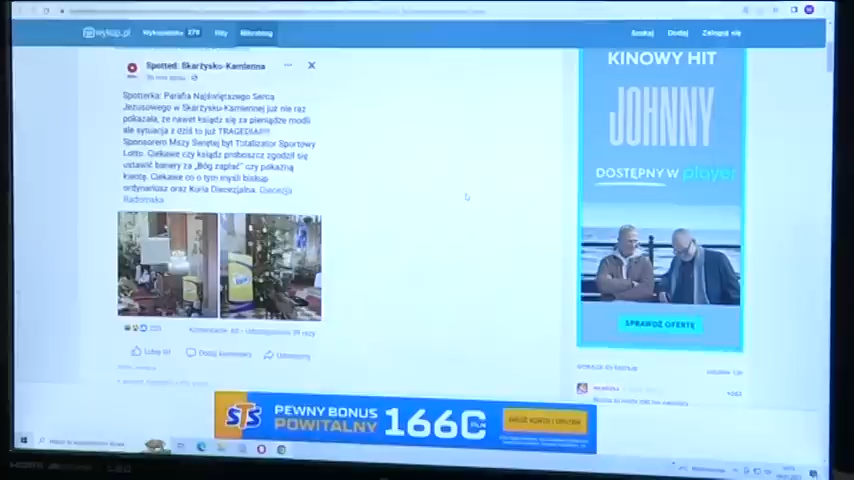 wykop.pl
Wykopalisko 279 Hity Mikroblog
Szukaj Dodaj Zaloguj się
Spotted: Skarżysko-Kamienna
Spotterka: Parafia Najświętszego Serca
Jezusowego w Skarżysku-Kamiennej już nie raz
pokazała, że nawet ksiądz się za pieniądze modli
ale sytuacja z dziś to już TRAGEDIA!!!!
Sponsorem Mszy Świętej był Totalizator Sportowy
Lotto. Ciekawe czy ksiądz proboszcz zgodził się
ustawić banery za „Bóg zapłać" czy pokaźną
kwotę. Ciekawe co o tym myśli biskup
ordynariusz oraz Kuria Diecezjalna. Diecezja
Radomska
Lubię to!
Dodaj komentarz
Udostępnij
KINOWY HIT
JOHNNY
DOSTĘPNY W player
SPRAWDŹ OFERTĘ
STS
PEWNY BONUS
POWITALNY
1660
PLN